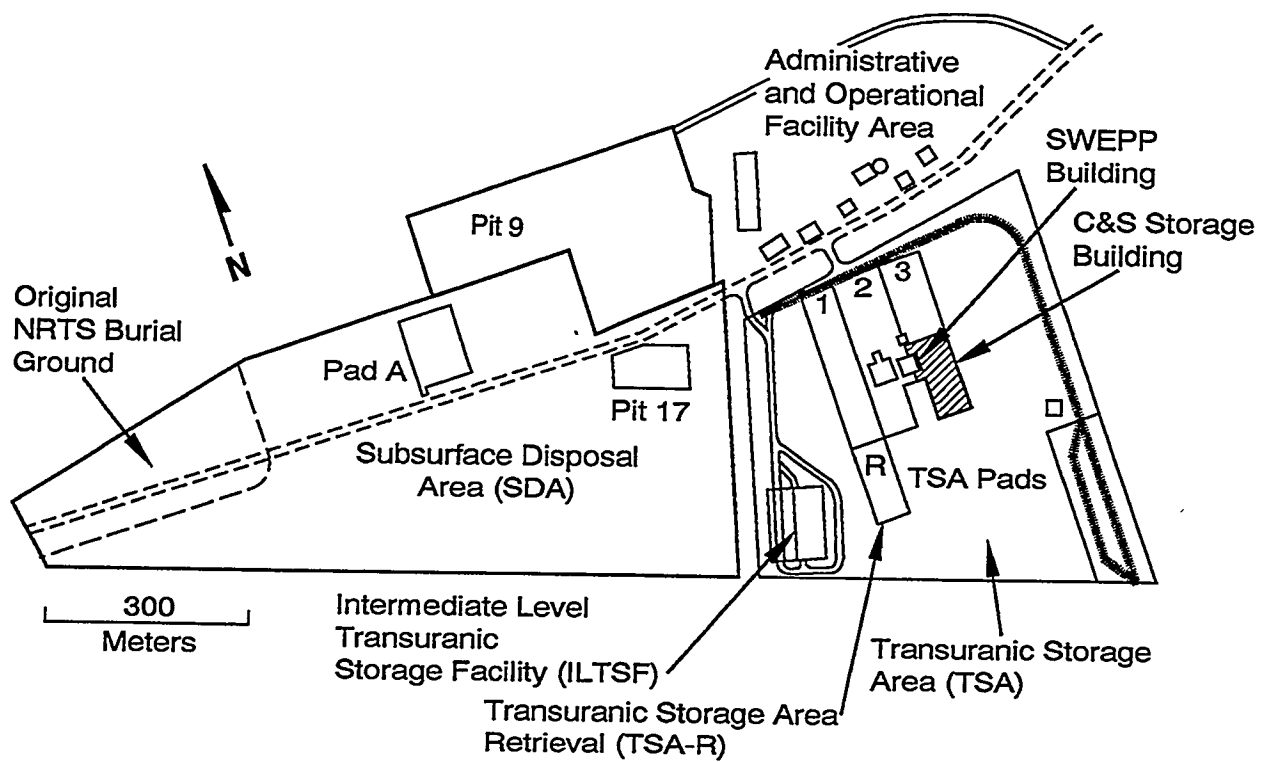 Administrative
and Operational
Facility Area
SWEPP
Building
C&S Storage
Building
Pit 9
N
Original
NRTS Burial
Ground
1
2
3
Pad A
Pit 17
Subsurface Disposal
Area (SDA)
R
TSA Pads
300
Meters
Intermediate Level
Transuranic
Storage Facility (ILTSF)
Transuranic Storage
Area (TSA)
Transuranic Storage Area
Retrieval (TSA-R)